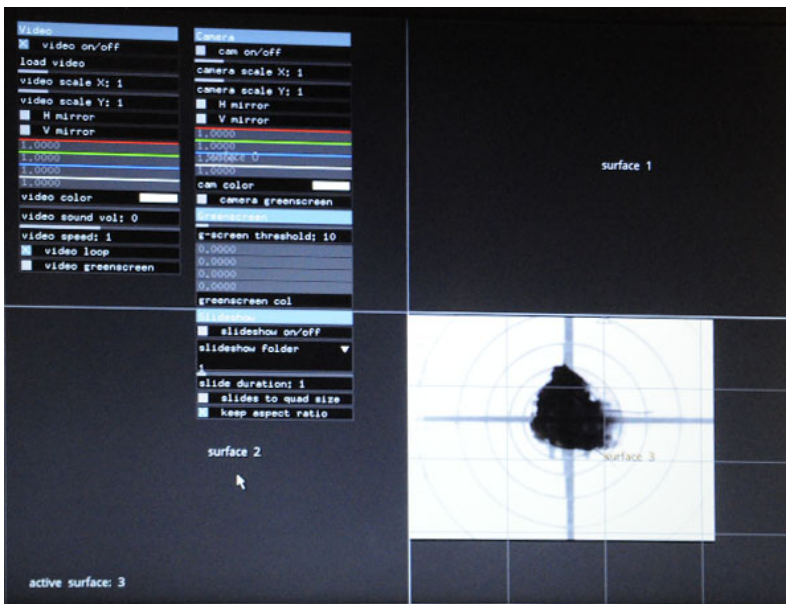 Video
video on/off
load video
video scale X: 1
video scale Y: 1
H mirror
V mirror
1.0000
1.0000
1.0000
1.0000
video color
video sound vol: 0
video speed: 1
video loop
video greenscreen
Camera
cam on/off
camera scale X: 1
camera scale Y: 1
H mirror
V mirror
1.0000
1.0000
surface 0
1.0000
cam color
camera greenscreen
Greenscreen
g-screen threshold: 10
0.0000
0.0000
0.0000
0.0000
greenscreen col
Slideshow
slideshow on/off
slideshow folder
1
slide duration: 1
slides to quad size
keep aspect ratio
surface 1
surface 2
surface 3
active surface: 3